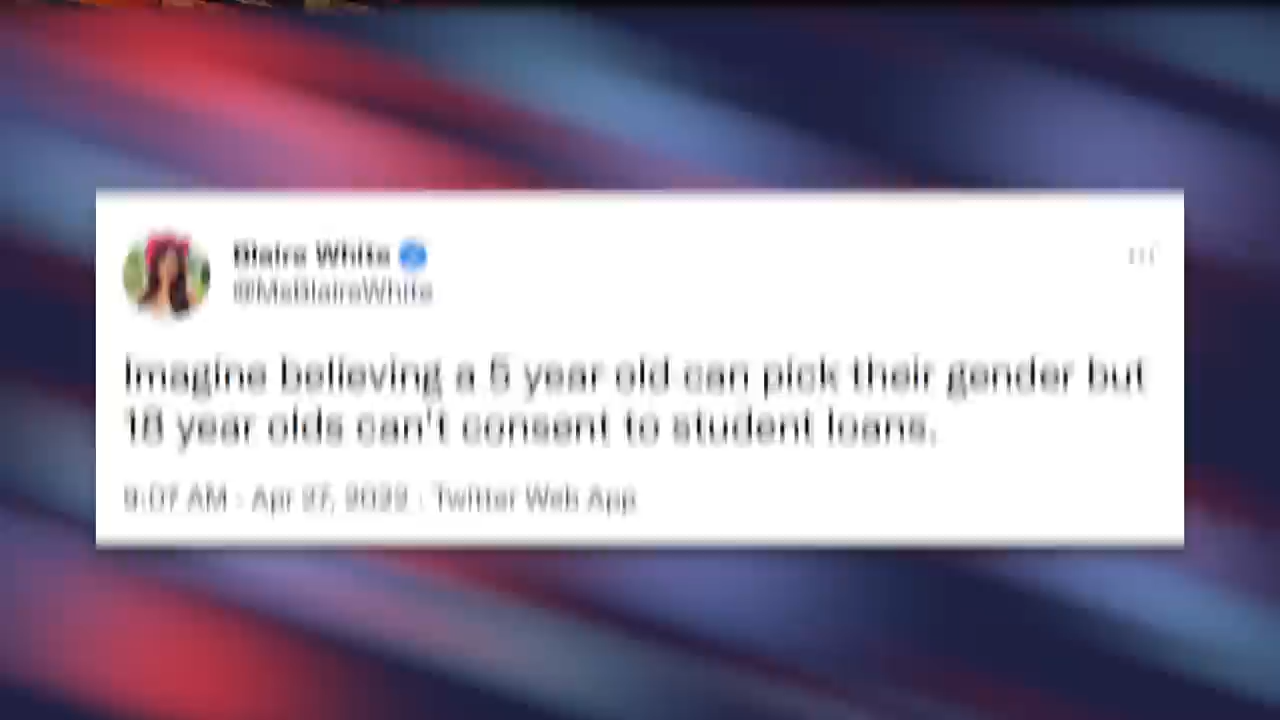 Blaire White
@MsBlaireWhite
Imagine believing a 5 year old can pick their gender but
18 year olds can't consent to student loans.
9:07 AM · Apr 27, 2022 · Twitter Web App